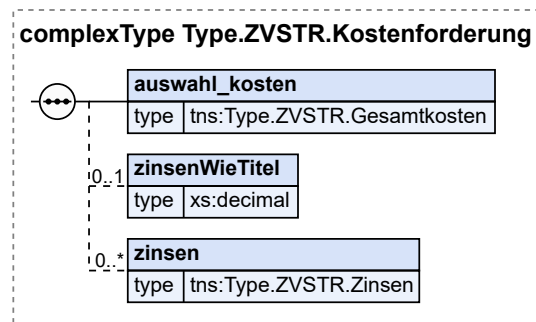 complexType Type.ZVSTR.Kostenforderung
auswahl_kosten
type tns:Type.ZVSTR.Gesamtkosten
0..1
zinsenWieTitel
type xs:decimal
0..*
zinsen
type tns:Type.ZVSTR.Zinsen